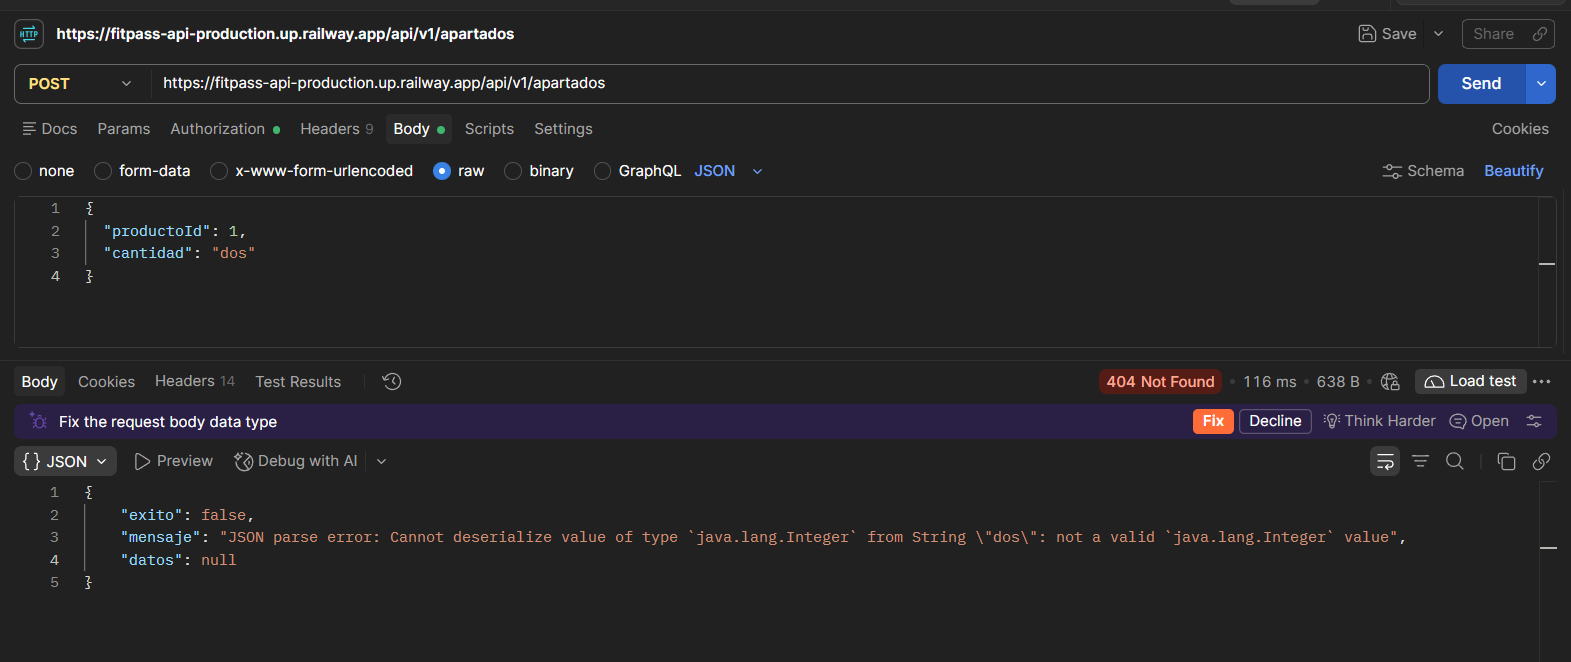 HTTP https://fitpass-api-production.up.railway.app/api/v1/apartados Save Share
POST https://fitpass-api-production.up.railway.app/api/v1/apartados Send
Docs Params Authorization Headers 9 Body Scripts Settings Cookies
none form-data x-www-form-urlencoded raw binary GraphQL JSON Schema Beautify
1 {
2 "productoId": 1,
3 "cantidad": "dos"
4 }
Body Cookies Headers 14 Test Results 404 Not Found 116 ms 638 B Load test
Fix the request body data type Fix Decline Think Harder Open
{} JSON Preview Debug with AI
1 {
2 "exito": false,
3 "mensaje": "JSON parse error: Cannot deserialize value of type `java.lang.Integer` from String \"dos\": not a valid `java.lang.Integer` value",
4 "datos": null
5 }